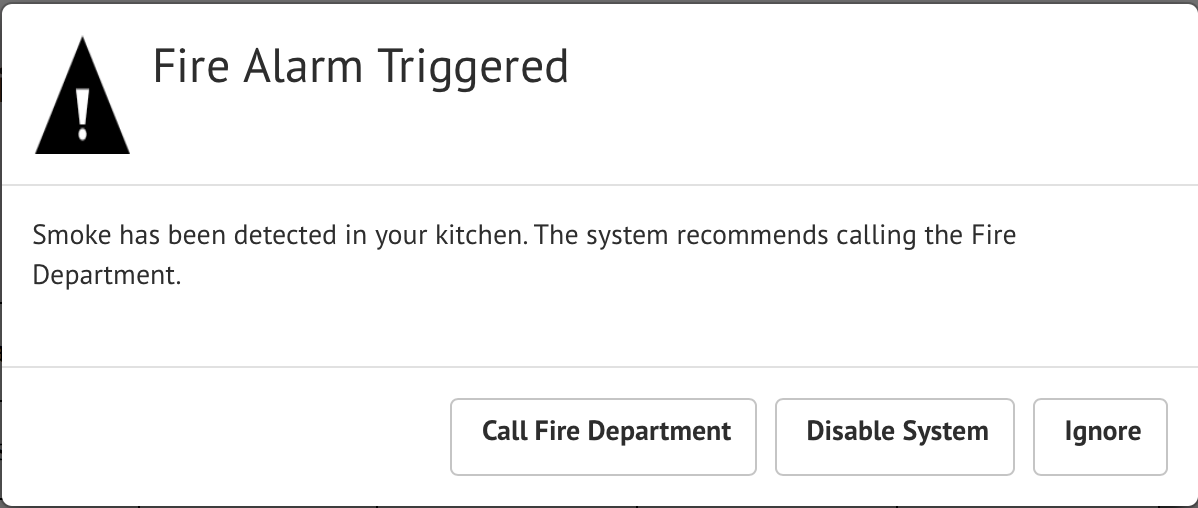 !
Fire Alarm Triggered
Smoke has been detected in your kitchen. The system recommends calling the Fire
Department.
Call Fire Department Disable System Ignore